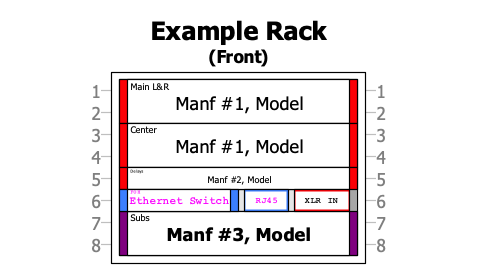 Example Rack
(Front)
1 Main L&R 1
Manf #1, Model
2 2
3 Center 3
Manf #1, Model
4 4
Delays
5 Manf #2, Model 5
6 Ethernet Switch RJ45 XLR IN 6
Subs
7 7
Manf #3, Model
8 8